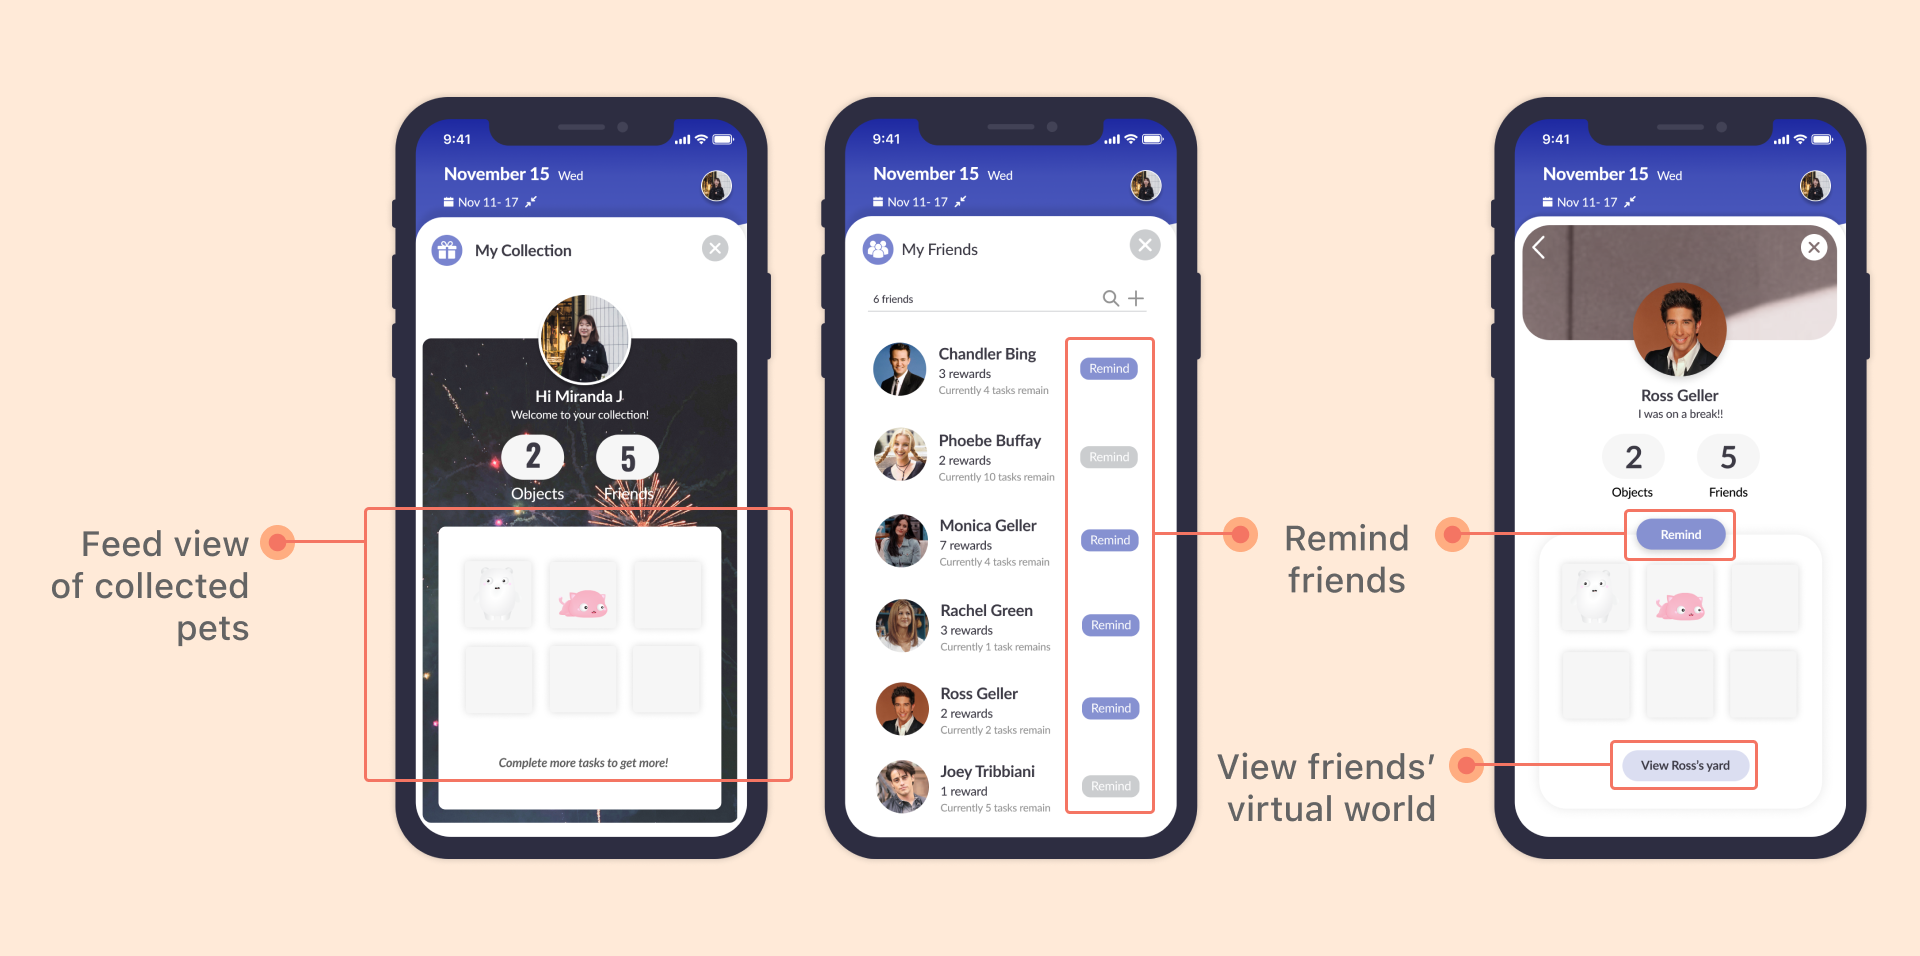 Feed view
of collected
pets
9:41
November 15 Wed
Nov 11- 17
My Collection
Hi Miranda J
Welcome to your collection!
2
5
Objects
Friends
Complete more tasks to get more!
9:41
November 15 Wed
Nov 11- 17
My Friends
6 friends
Chandler Bing
3 rewards
Currently 4 tasks remain
Remind
Phoebe Buffay
2 rewards
Currently 10 tasks remain
Remind
Monica Geller
7 rewards
Currently 4 tasks remain
Remind
Rachel Green
3 rewards
Currently 1 task remains
Remind
Ross Geller
2 rewards
Currently 2 tasks remain
Remind
Joey Tribbiani
1 reward
Currently 5 tasks remain
Remind
Remind
friends
View friends’
virtual world
9:41
November 15 Wed
Nov 11- 17
Ross Geller
I was on a break!!
2
5
Objects
Friends
Remind
View Ross's yard